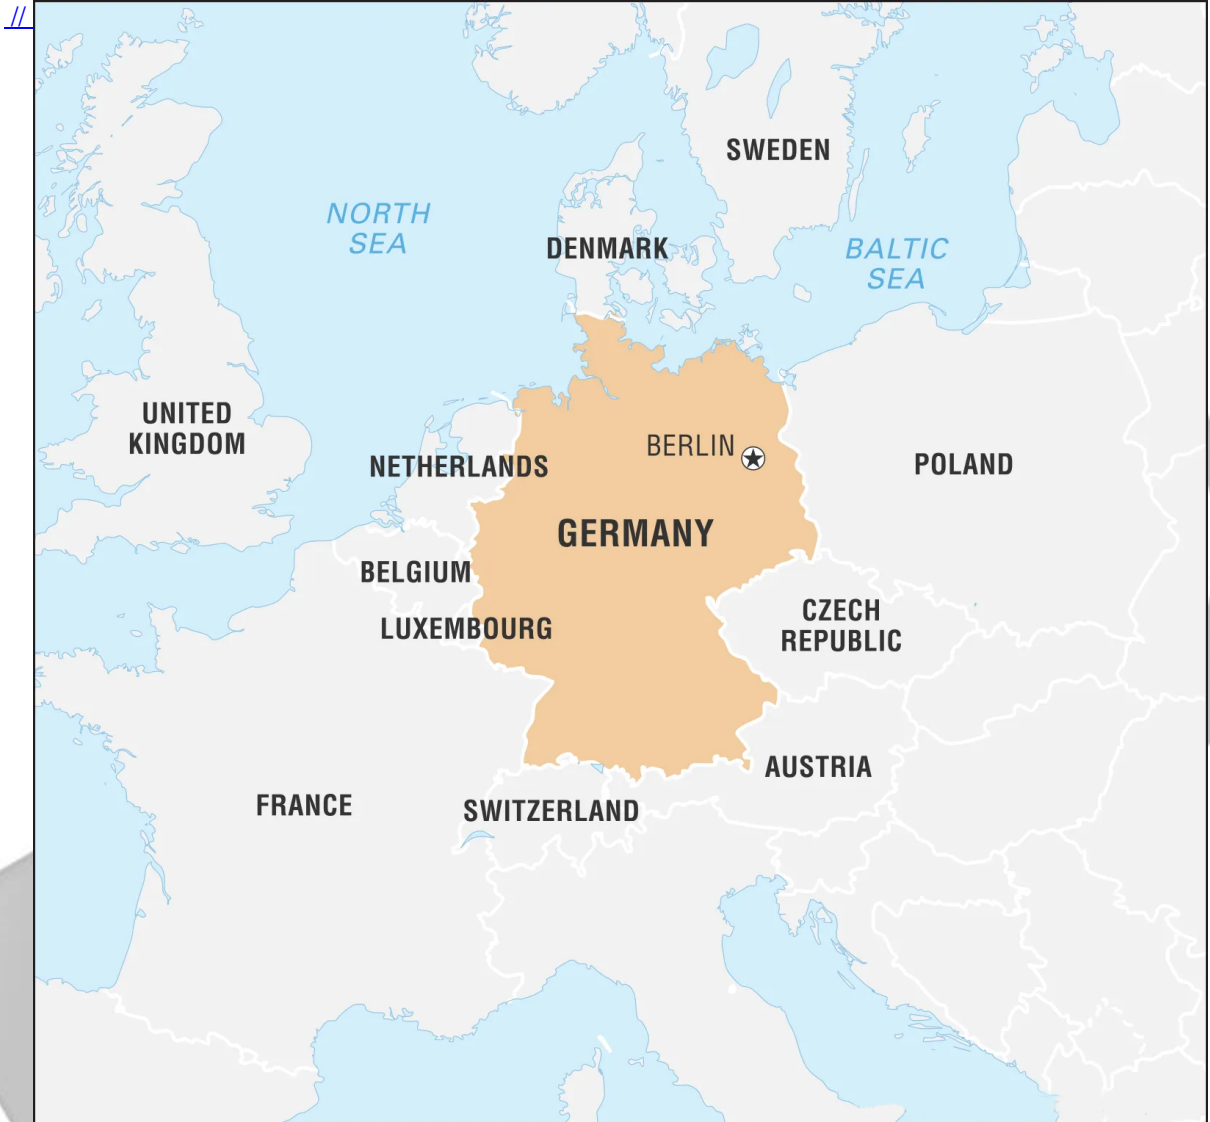 //
SWEDEN
NORTH
SEA
DENMARK
BALTIC
SEA
UNITED
KINGDOM
BERLIN
NETHERLANDS
POLAND
GERMANY
BELGIUM
CZECH
REPUBLIC
LUXEMBOURG
AUSTRIA
FRANCE
SWITZERLAND